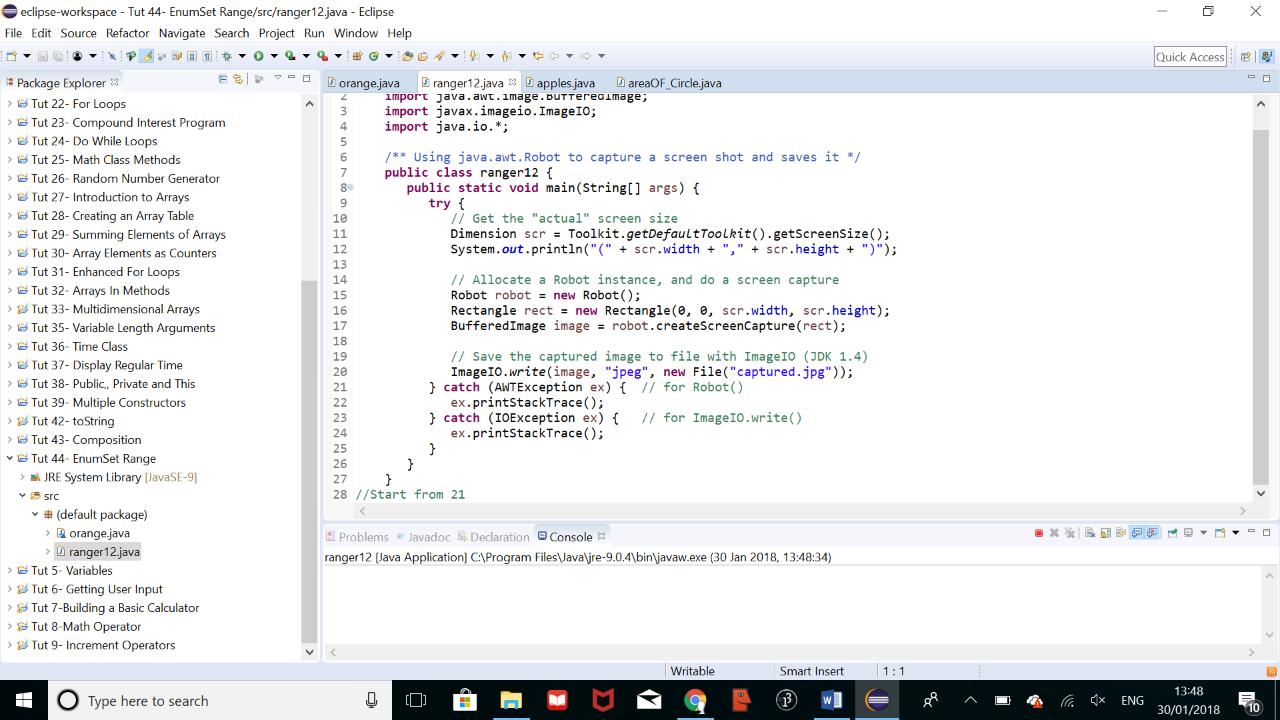 eclipse-workspace - Tut 44- EnumSet Range/src/ranger12.java - Eclipse
File Edit Source Refactor Navigate Search Project Run Window Help
Quick Access
Package Explorer
Tut 22- For Loops
Tut 23- Compound Interest Program
Tut 24- Do While Loops
Tut 25- Math Class Methods
Tut 26- Random Number Generator
Tut 27- Introduction to Arrays
Tut 28- Creating an Array Table
Tut 29- Summing Elements of Arrays
Tut 30- Array Elements as Counters
Tut 31- Enhanced For Loops
Tut 32- Arrays In Methods
Tut 33- Multidimensional Arrays
Tut 35- Variable Length Arguments
Tut 36- Time Class
Tut 37- Display Regular Time
Tut 38- Public,, Private and This
Tut 39- Multiple Constructors
Tut 42- toString
Tut 43- Composition
Tut 44- EnumSet Range
JRE System Library [JavaSE-9]
src
(default package)
orange.java
ranger12.java
Tut 5- Variables
Tut 6- Getting User Input
Tut 7-Building a Basic Calculator
Tut 8-Math Operator
Tut 9- Increment Operators
orange.java ranger12.java apples.java areaOF_Circle.java
2 import java.awt.image.BufferedImage;
3 import javax.imageio.ImageIO;
4 import java.io.*;
5
6 /** Using java.awt.Robot to capture a screen shot and saves it */
7 public class ranger12 {
8 public static void main(String[] args) {
9 try {
10 // Get the "actual" screen size
11 Dimension scr = Toolkit.getDefaultToolkit().getScreenSize();
12 System.out.println("(" + scr.width + "," + scr.height + ")");
13
14 // Allocate a Robot instance, and do a screen capture
15 Robot robot = new Robot();
16 Rectangle rect = new Rectangle(0, 0, scr.width, scr.height);
17 BufferedImage image = robot.createScreenCapture(rect);
18
19 // Save the captured image to file with ImageIO (JDK 1.4)
20 ImageIO.write(image, "jpeg", new File("captured.jpg"));
21 } catch (AWTException ex) { // for Robot()
22 ex.printStackTrace();
23 } catch (IOException ex) { // for ImageIO.write()
24 ex.printStackTrace();
25 }
26 }
27 }
28 //Start from 21
Problems Javadoc Declaration Console
ranger12 [Java Application] C:\Program Files\Java\jre-9.0.4\bin\javaw.exe (30 Jan 2018, 13:48:34)
Writable Smart Insert 1 : 1
Type here to search
ENG
13:48
30/01/2018
10